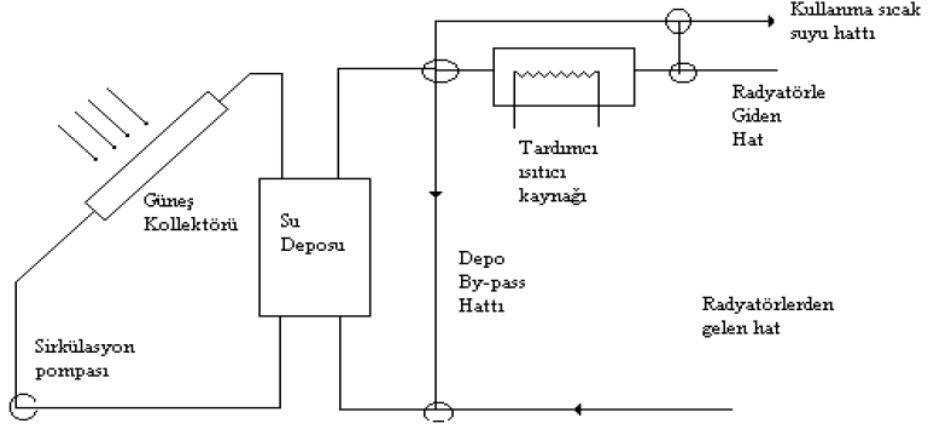 Kullanma sıcak
suyu hattı
Radyatörle
Giden
Hat
Tardımcı
ısıtıcı
kaynağı
Güneş
Kollektörü
Su
Deposu
Depo
By-pass
Hattı
Radyatörlerden
gelen hat
Sirkülasyon
pompası